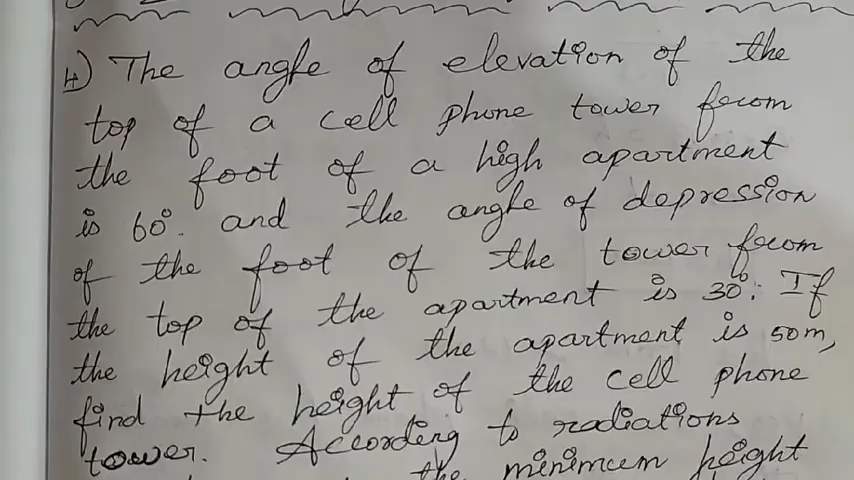 4) The angle of elevation of the
top of a cell phone tower from
the foot of a high apartment
is 60°. and the angle of depression
of the foot of the tower from
the top of the apartment is 30°. If
the height of the apartment is 50m,
find the height of the cell phone
tower. According to radiations
the minimum height